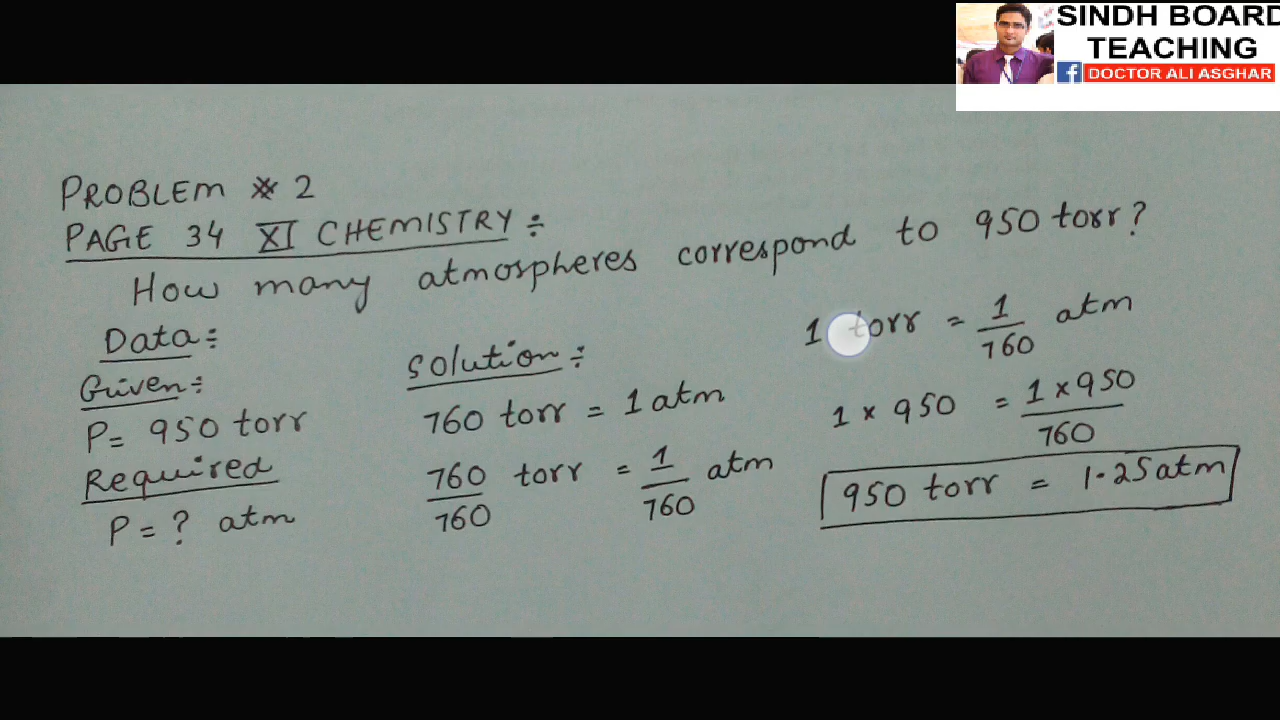 SINDH BOARD
TEACHING
DOCTOR ALI ASGHAR
PROBLEM # 2
PAGE 34 XI CHEMISTRY:
How many atmospheres correspond to 950 torr?
Data:
Given:
P= 950 torr
Required
P = ? atm
Solution:
760 torr = 1 atm
760/760 torr = 1/760 atm
1 torr = 1/760 atm
1 × 950 = 1 × 950/760
950 torr = 1.25 atm